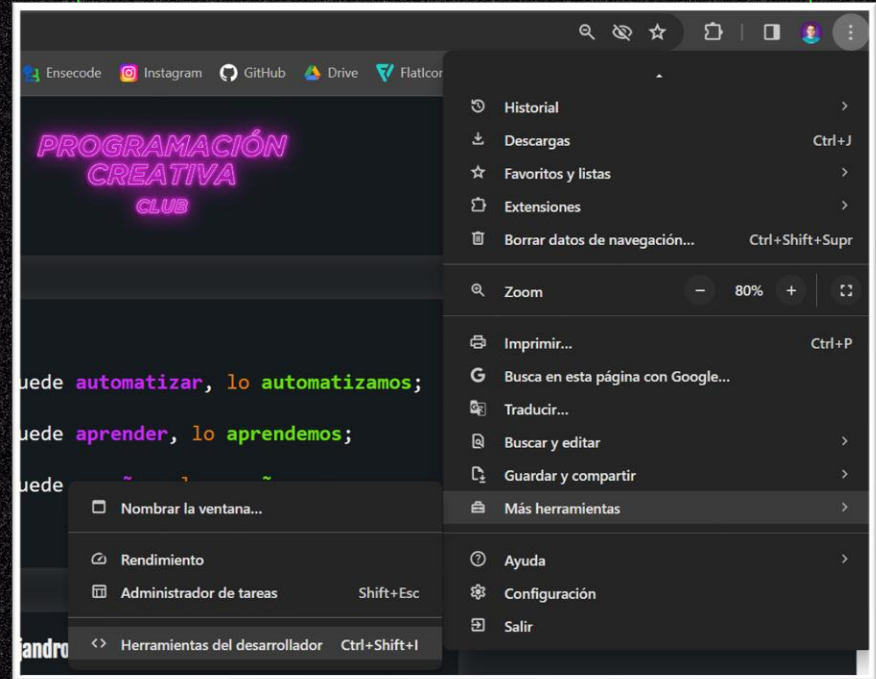 Ensecode Instagram GitHub Drive FlatIcon
PROGRAMACIÓN
CREATIVA
CLUB
Historial
Descargas Ctrl+J
Favoritos y listas
Extensiones
Borrar datos de navegación... Ctrl+Shift+Supr
Zoom - 80% +
Imprimir... Ctrl+P
Busca en esta página con Google...
Traducir...
Buscar y editar
Guardar y compartir
Más herramientas
Ayuda
Configuración
Salir
uede automatizar, lo automatizamos;
uede aprender, lo aprendemos;
uede
Nombrar la ventana...
Rendimiento
Administrador de tareas Shift+Esc
Herramientas del desarrollador Ctrl+Shift+I
jandro